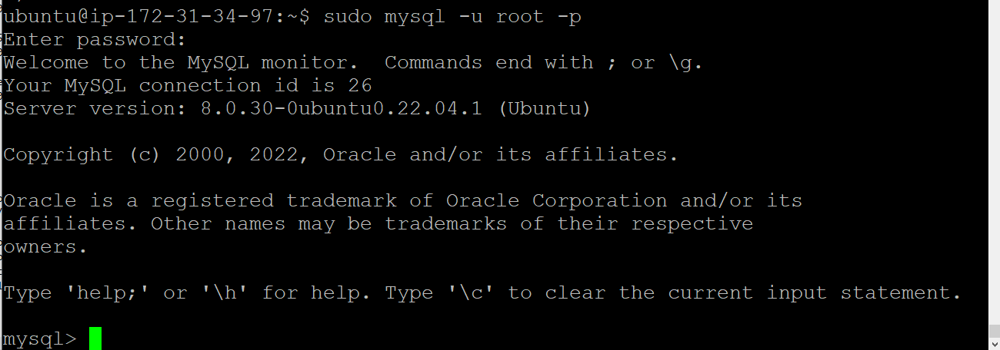 ubuntu@ip-172-31-34-97:~$ sudo mysql -u root -p
Enter password:
Welcome to the MySQL monitor.  Commands end with ; or \g.
Your MySQL connection id is 26
Server version: 8.0.30-0ubuntu0.22.04.1 (Ubuntu)
Copyright (c) 2000, 2022, Oracle and/or its affiliates.
Oracle is a registered trademark of Oracle Corporation and/or its
affiliates. Other names may be trademarks of their respective
owners.
Type 'help;' or '\h' for help. Type '\c' to clear the current input statement.
mysql>